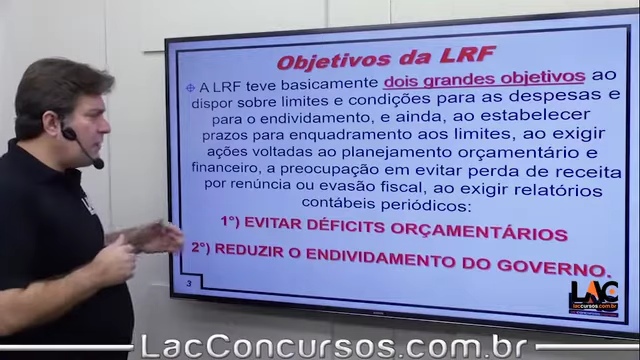 Objetivos da LRF
A LRF teve basicamente dois grandes objetivos ao
dispor sobre limites e condições para as despesas e
para o endividamento, e ainda, ao estabelecer
prazos para enquadramento aos limites, ao exigir
ações voltadas ao planejamento orçamentário e
financeiro, a preocupação em evitar perda de receita
por renúncia ou evasão fiscal, ao exigir relatórios
contábeis periódicos:
1°) EVITAR DÉFICITS ORÇAMENTÁRIOS
2°) REDUZIR O ENDIVIDAMENTO DO GOVERNO.
3
LAC
laccursos.com.br
LacConcursos.com.br